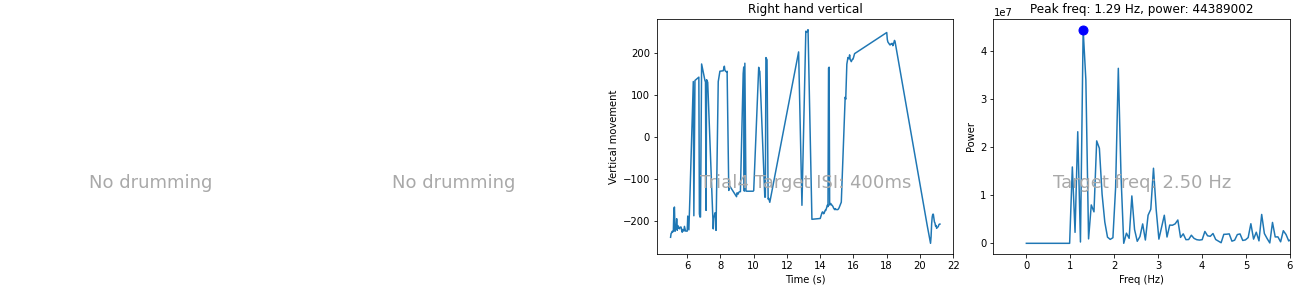 No drumming
No drumming
Right hand vertical
Vertical movement
200
100
0
−100
−200
6 8 10 12 14 16 18 20 22
Time (s)
Trial4 Target ISI: 400ms
Peak freq: 1.29 Hz, power: 44389002
1e7
Power
4
3
2
1
0
0 1 2 3 4 5 6
Freq (Hz)
Target freq: 2.50 Hz